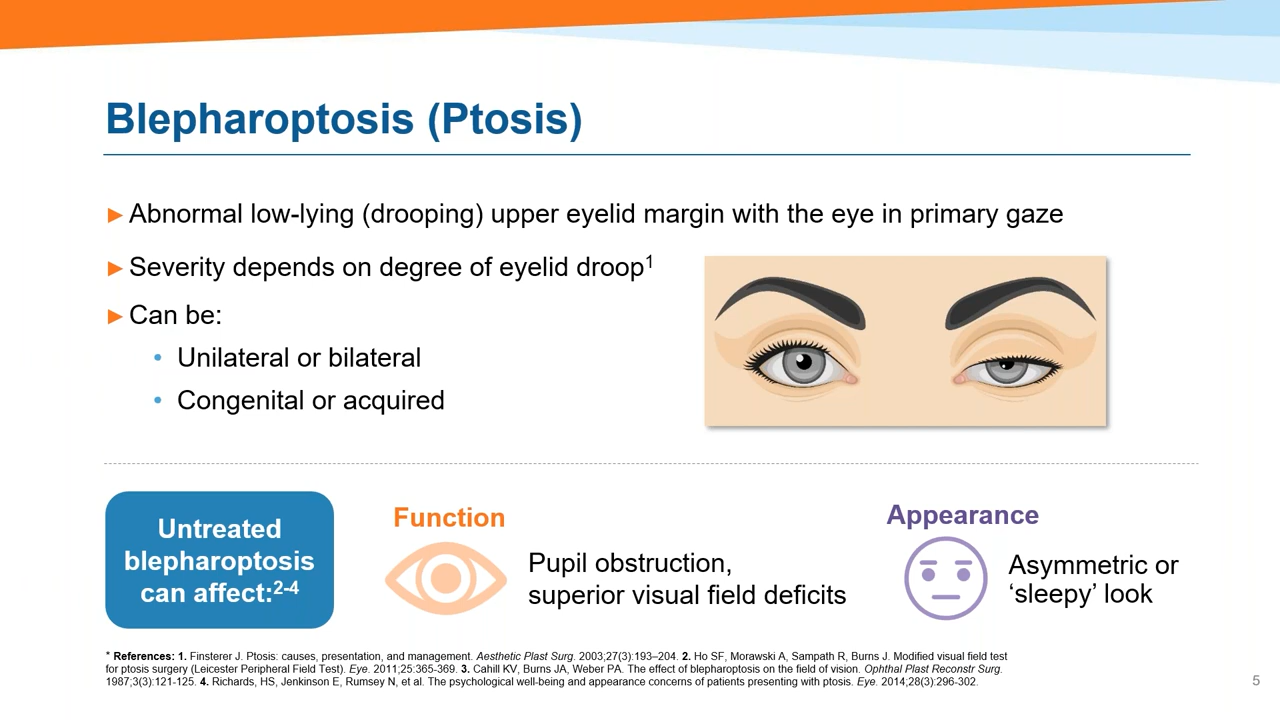 Blepharoptosis (Ptosis)
► Abnormal low-lying (drooping) upper eyelid margin with the eye in primary gaze
► Severity depends on degree of eyelid droop1
► Can be:
• Unilateral or bilateral
• Congenital or acquired
Untreated
blepharoptosis
can affect:2-4
Function
Pupil obstruction,
superior visual field deficits
Appearance
Asymmetric or
‘sleepy’ look
* References: 1. Finsterer J. Ptosis: causes, presentation, and management. Aesthetic Plast Surg. 2003;27(3):193–204. 2. Ho SF, Morawski A, Sampath R, Burns J. Modified visual field test
for ptosis surgery (Leicester Peripheral Field Test). Eye. 2011;25:365-369. 3. Cahill KV, Burns JA, Weber PA. The effect of blepharoptosis on the field of vision. Ophthal Plast Reconstr Surg.
1987;3(3):121-125. 4. Richards, HS, Jenkinson E, Rumsey N, et al. The psychological well-being and appearance concerns of patients presenting with ptosis. Eye. 2014;28(3):296-302.
5